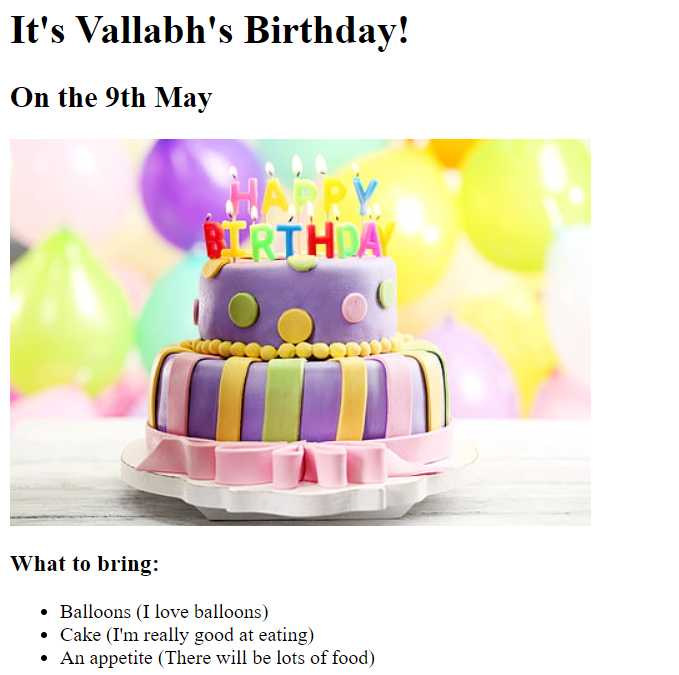 It's Vallabh's Birthday!
On the 9th May
HAPPY
BIRTHDAY
What to bring:
Balloons (I love balloons)
Cake (I'm really good at eating)
An appetite (There will be lots of food)